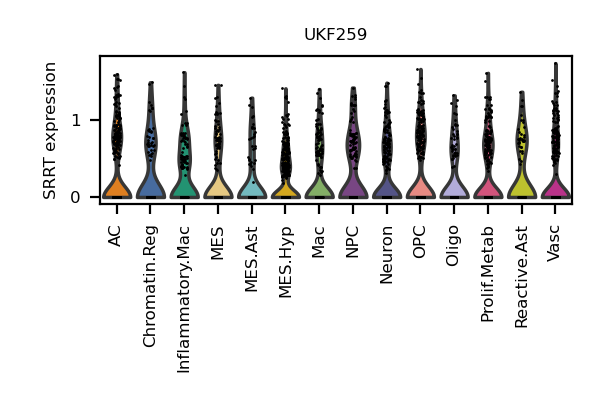 UKF259
SRRT expression
1
0
AC
Chromatin.Reg
Inflammatory.Mac
MES
MES.Ast
MES.Hyp
Mac
NPC
Neuron
OPC
Oligo
Prolif.Metab
Reactive.Ast
Vasc